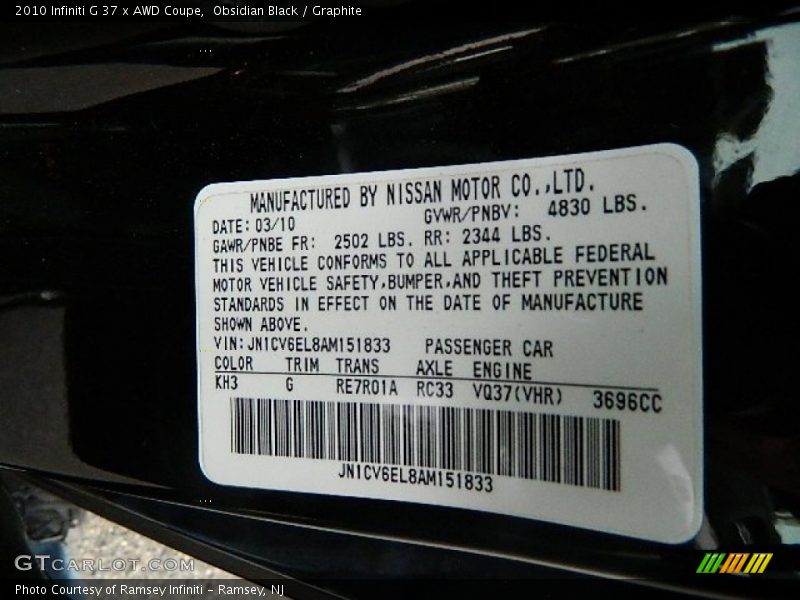 2010 Infiniti G 37 x AWD Coupe,  Obsidian Black / Graphite
MANUFACTURED BY NISSAN MOTOR CO.,LTD.
DATE: 03/10 GVWR/PNBV: 4830 LBS.
GAWR/PNBE FR: 2502 LBS. RR: 2344 LBS.
THIS VEHICLE CONFORMS TO ALL APPLICABLE FEDERAL
MOTOR VEHICLE SAFETY,BUMPER,AND THEFT PREVENTION
STANDARDS IN EFFECT ON THE DATE OF MANUFACTURE
SHOWN ABOVE.
VIN: JN1CV6EL8AM151833 PASSENGER CAR
COLOR TRIM TRANS AXLE ENGINE
KH3 G RE7R01A RC33 VQ37(VHR) 3696CC
JN1CV6EL8AM151833
GTcarlot.com
Photo Courtesy of Ramsey Infiniti - Ramsey, NJ